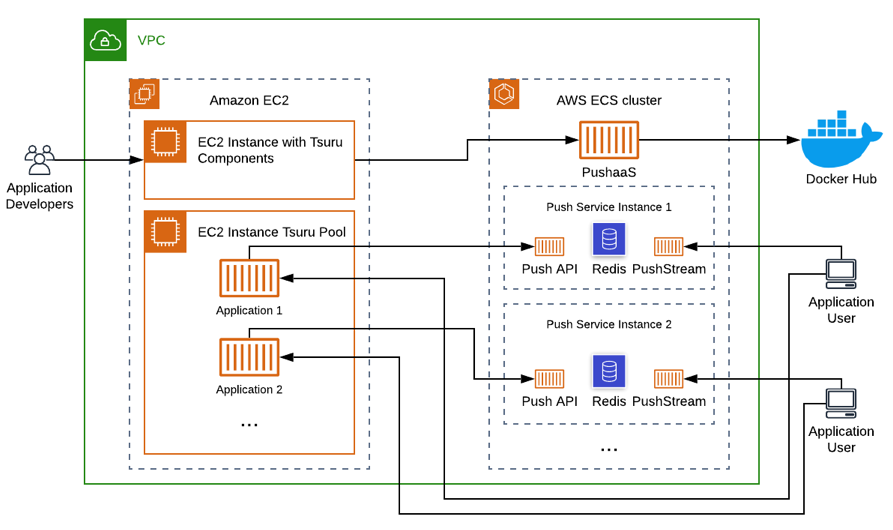 VPC
Amazon EC2
AWS ECS cluster
EC2 Instance with Tsuru
Components
PushaaS
Docker Hub
Application
Developers
Push Service Instance 1
EC2 Instance Tsuru Pool
Push API
Redis
PushStream
Application 1
Application
User
Push Service Instance 2
Application 2
Push API
Redis
PushStream
Application
User
...
...